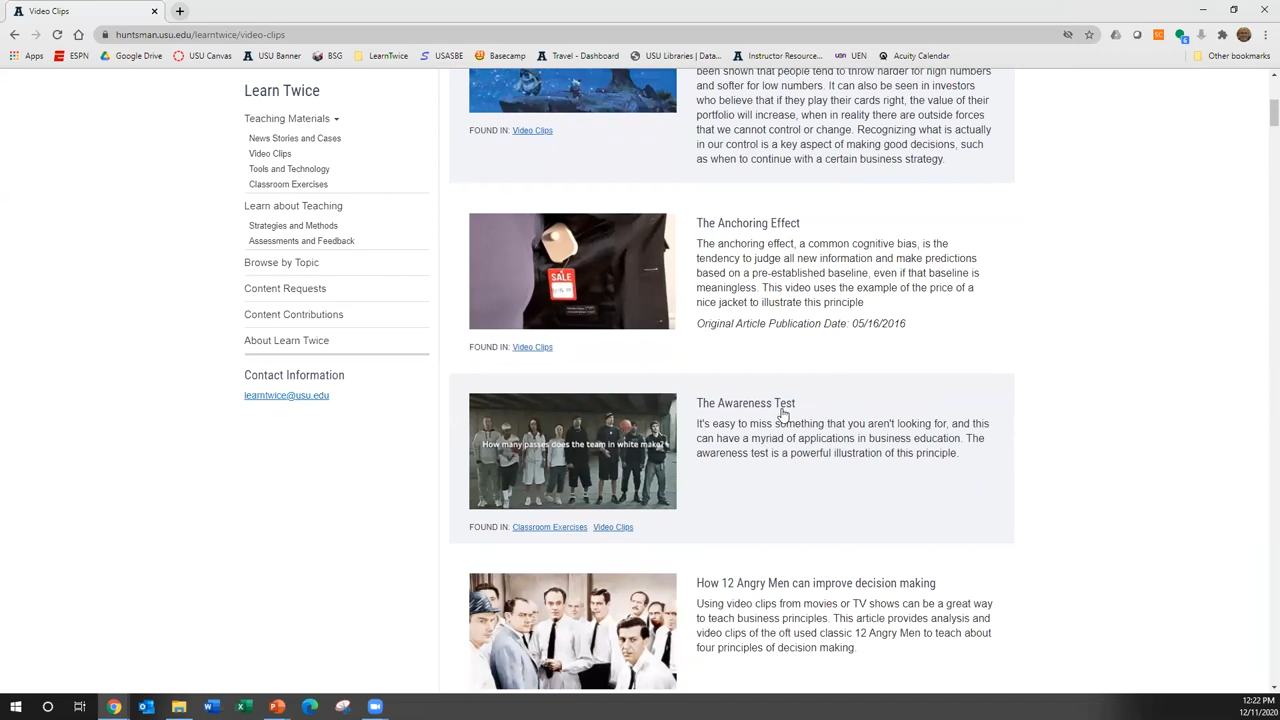 Video Clips
huntsman.usu.edu/learntwice/video-clips
Apps ESPN Google Drive USU Canvas USU Banner BSG LearnTwice USASBE Basecamp Travel - Dashboard USU Libraries | Data... Instructor Resource... UEN Acuity Calendar Other bookmarks
Learn Twice
Teaching Materials
News Stories and Cases
Video Clips
Tools and Technology
Classroom Exercises
Learn about Teaching
Strategies and Methods
Assessments and Feedback
Browse by Topic
Content Requests
Content Contributions
About Learn Twice
Contact Information
learntwice@usu.edu
been shown that people tend to throw harder for high numbers
and softer for low numbers. It can also be seen in investors
who believe that if they play their cards right, the value of their
portfolio will increase, when in reality there are outside forces
that we cannot control or change. Recognizing what is actually
in our control is a key aspect of making good decisions, such
as when to continue with a certain business strategy.
FOUND IN: Video Clips
SALE
The Anchoring Effect
The anchoring effect, a common cognitive bias, is the
tendency to judge all new information and make predictions
based on a pre-established baseline, even if that baseline is
meaningless. This video uses the example of the price of a
nice jacket to illustrate this principle
Original Article Publication Date: 05/16/2016
FOUND IN: Video Clips
How many passes does the team in white make?
The Awareness Test
It's easy to miss something that you aren't looking for, and this
can have a myriad of applications in business education. The
awareness test is a powerful illustration of this principle.
FOUND IN: Classroom Exercises Video Clips
How 12 Angry Men can improve decision making
Using video clips from movies or TV shows can be a great way
to teach business principles. This article provides analysis and
video clips of the oft used classic 12 Angry Men to teach about
four principles of decision making.
12:22 PM
12/11/2020